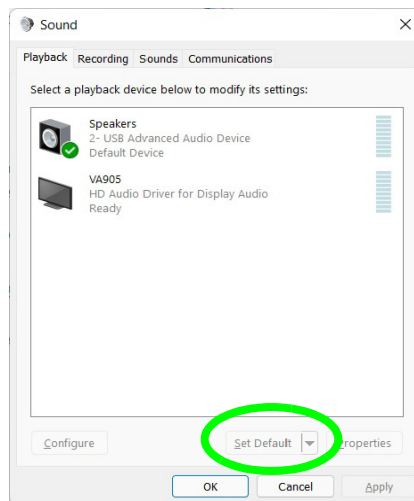 Sound
Playback Recording Sounds Communications
Select a playback device below to modify its settings:
Speakers
2- USB Advanced Audio Device
Default Device
VA905
HD Audio Driver for Display Audio
Ready
Configure Set Default roperties
OK Cancel Apply